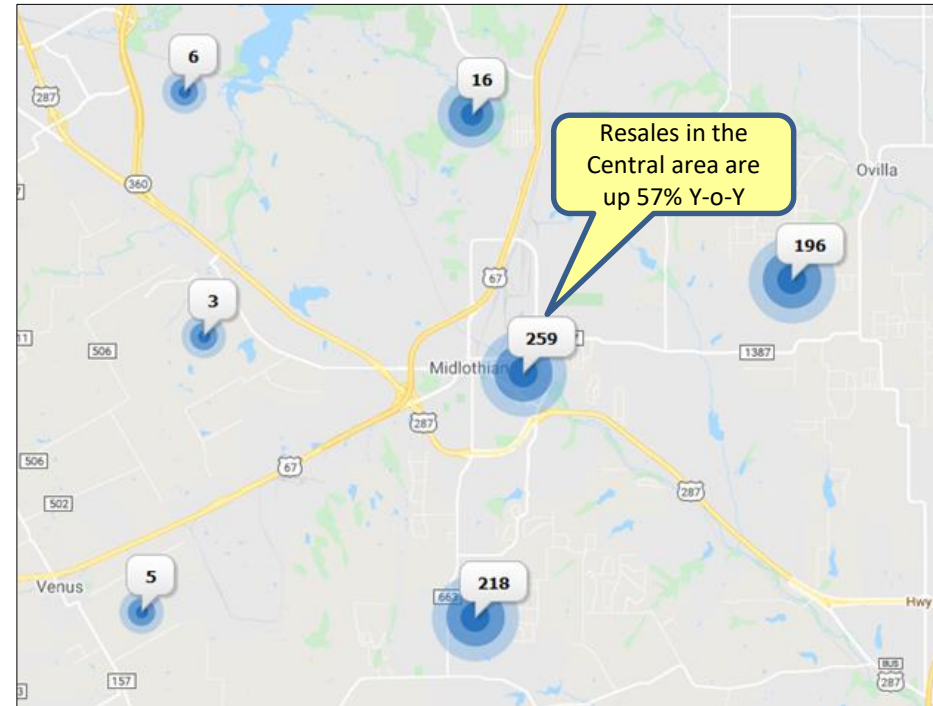 6
16
287
Resales in the
Central area are
up 57% Y-o-Y
Ovilla
360
196
67
3
259
11
506
1387
Midlothian
287
506
67
287
502
5
218
Venus
663
Hwy
BUS
287
157
3